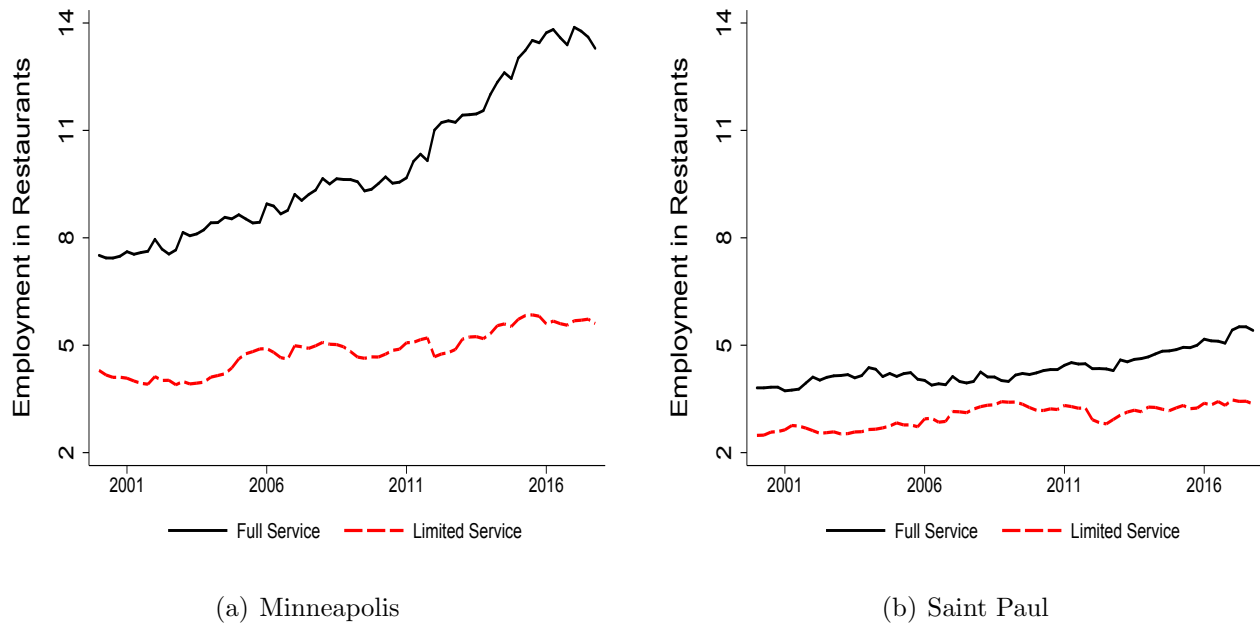 Employment in Restaurants
14
11
8
5
2
2001 2006 2011 2016
Full Service Limited Service
(a) Minneapolis
Employment in Restaurants
14
11
8
5
2
2001 2006 2011 2016
Full Service Limited Service
(b) Saint Paul